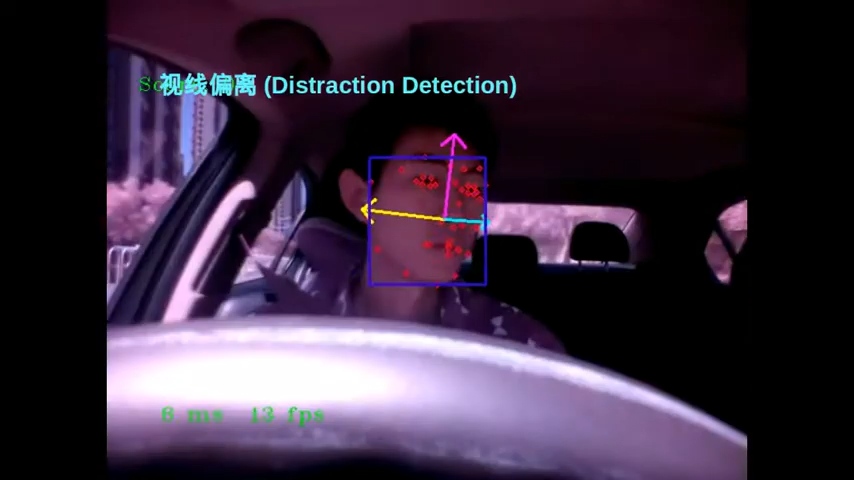 视线偏离 (Distraction Detection)
6 ms 13 fps